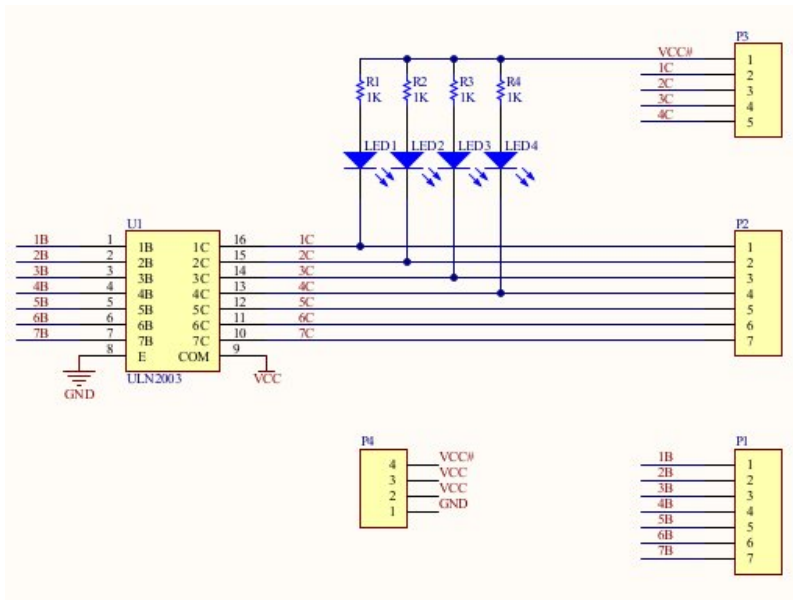 P3
VCC# 1
1C 2
2C 3
3C 4
4C 5
R1 R2 R3 R4
1K 1K 1K 1K
LED1 LED2 LED3 LED4
U1 P2
1B 1 1B 1C 16 1C 1
2B 2 2B 2C 15 2C 2
3B 3 3B 3C 14 3C 3
4B 4 4B 4C 13 4C 4
5B 5 5B 5C 12 5C 5
6B 6 6B 6C 11 6C 6
7B 7 7B 7C 10 7C 7
8 E COM 9
GND ULN2003 VCC
P4
4 VCC#
3 VCC
2 VCC
1 GND
P1
1B 1
2B 2
3B 3
4B 4
5B 5
6B 6
7B 7